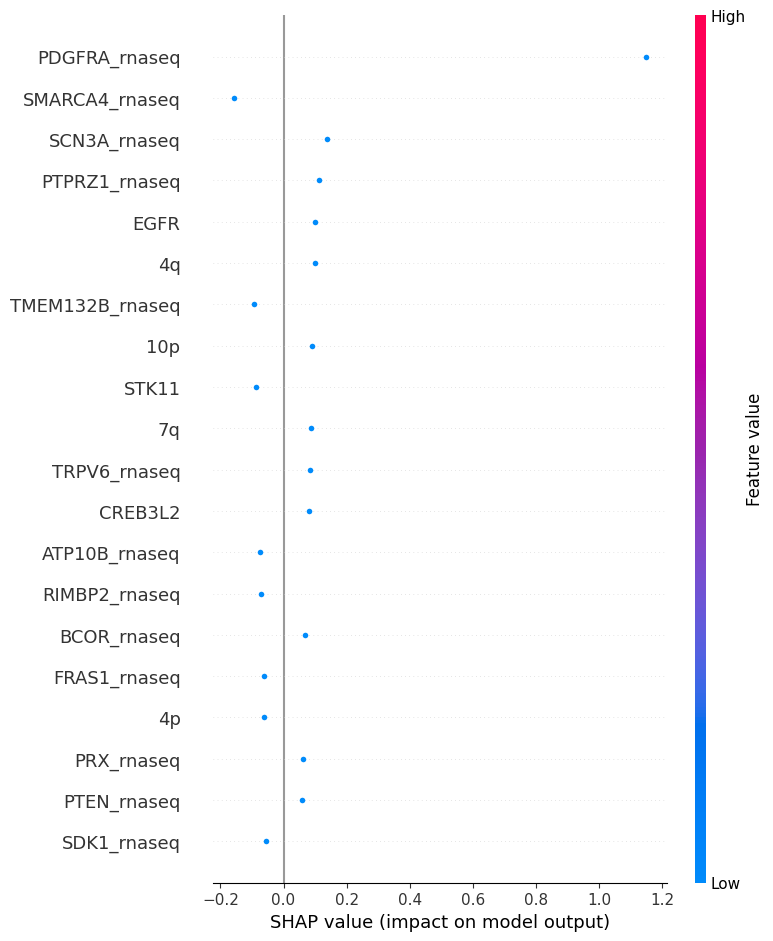 High
PDGFRA_rnaseq
SMARCA4_rnaseq
SCN3A_rnaseq
PTPRZ1_rnaseq
EGFR
4q
TMEM132B_rnaseq
10p
STK11
7q
TRPV6_rnaseq
CREB3L2
ATP10B_rnaseq
RIMBP2_rnaseq
BCOR_rnaseq
FRAS1_rnaseq
4p
PRX_rnaseq
PTEN_rnaseq
SDK1_rnaseq
Feature value
Low
−0.2 0.0 0.2 0.4 0.6 0.8 1.0 1.2
SHAP value (impact on model output)